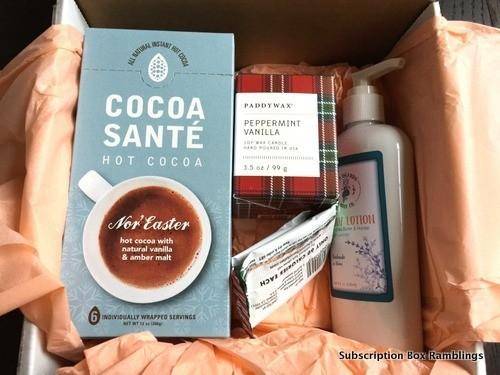 ALL NATURAL INSTANT HOT COCOA
COCOA
SANTÉ
HOT COCOA
Nor'Easter
hot cocoa with
natural vanilla
& amber malt
6 INDIVIDUALLY WRAPPED SERVINGS
PADDYWAX
PEPPERMINT
VANILLA
SOY WAX CANDLE.
HAND POURED IN USA
3.5 oz / 99 g
CALORIES EACH
LOTION
Subscription Box Ramblings